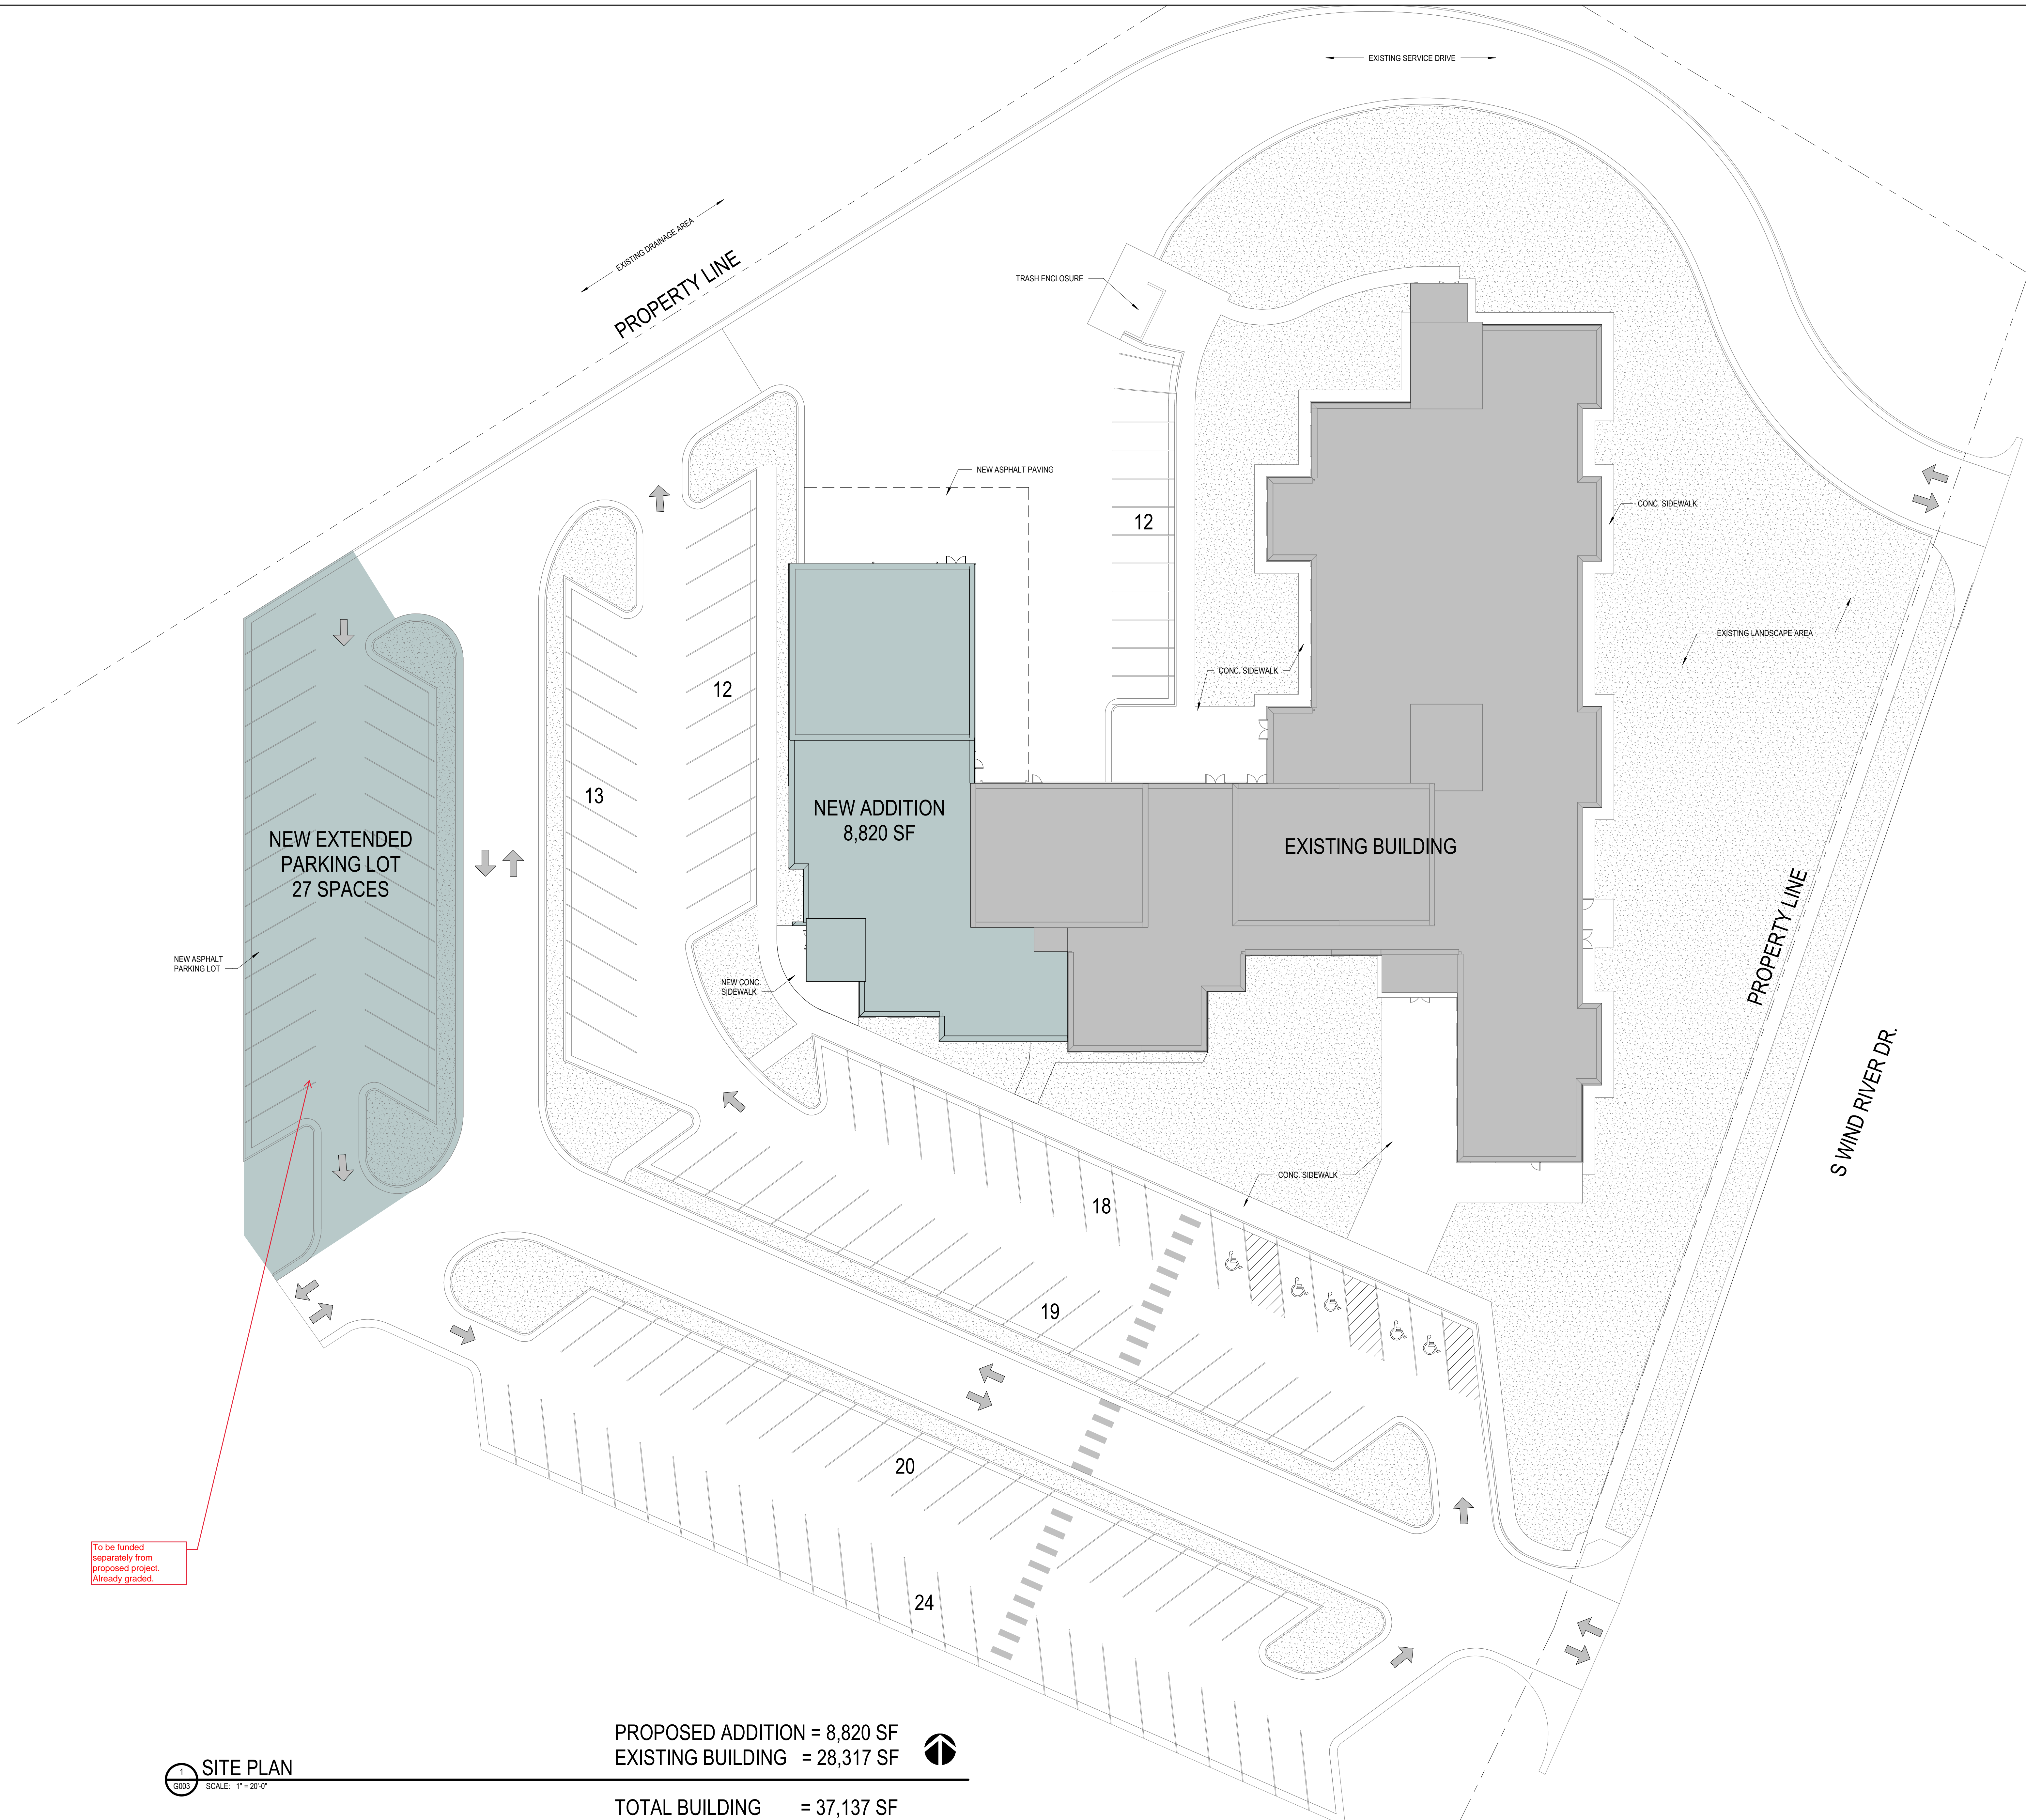 EXISTING SERVICE DRIVE
EXISTING DRAINAGE AREA
PROPERTY LINE
TRASH ENCLOSURE
NEW ASPHALT PAVING
CONC. SIDEWALK
12
EXISTING LANDSCAPE AREA
CONC. SIDEWALK
12
13
NEW ADDITION
8,820 SF
EXISTING BUILDING
NEW EXTENDED
PARKING LOT
27 SPACES
PROPERTY LINE
NEW ASPHALT
PARKING LOT
NEW CONC.
SIDEWALK
S WIND RIVER DR.
CONC. SIDEWALK
18
19
20
24
To be funded
separately from
proposed project.
Already graded.
PROPOSED ADDITION = 8,820 SF
EXISTING BUILDING = 28,317 SF
TOTAL BUILDING = 37,137 SF
1
G003
SITE PLAN
SCALE: 1" = 20'-0"